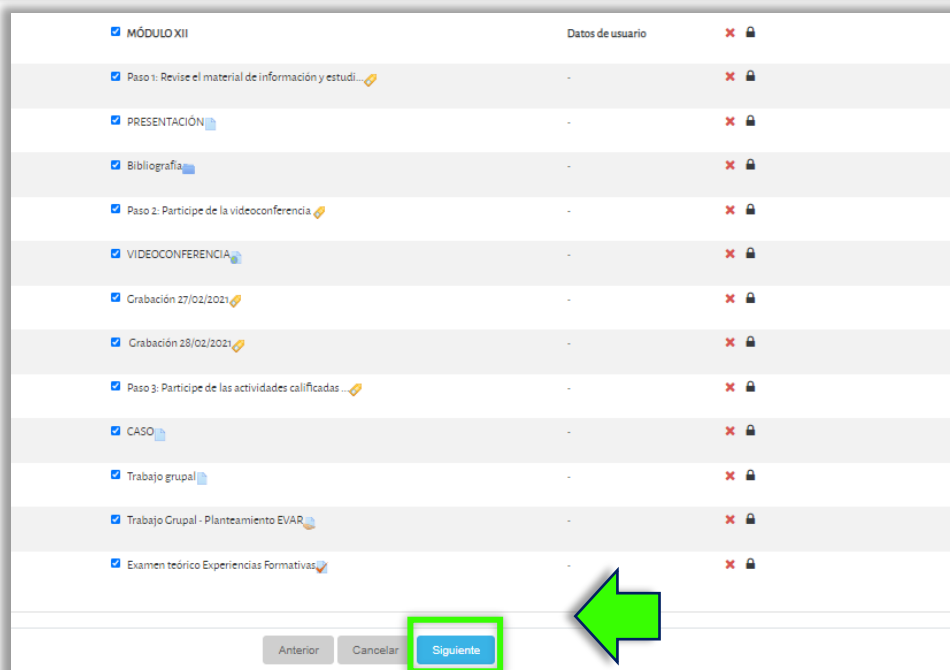 MÓDULO XII Datos de usuario
Paso 1: Revise el material de información y estudi...
-
PRESENTACIÓN
-
Bibliografía
-
Paso 2: Participe de la videoconferencia
-
VIDEOCONFERENCIA
-
Grabación 27/02/2021
-
Grabación 28/02/2021
-
Paso 3: Participe de las actividades calificadas ...
-
CASO
-
Trabajo grupal
-
Trabajo Grupal - Planteamiento EVAR
-
Examen teórico Experiencias Formativas
-
Anterior Cancelar Siguiente